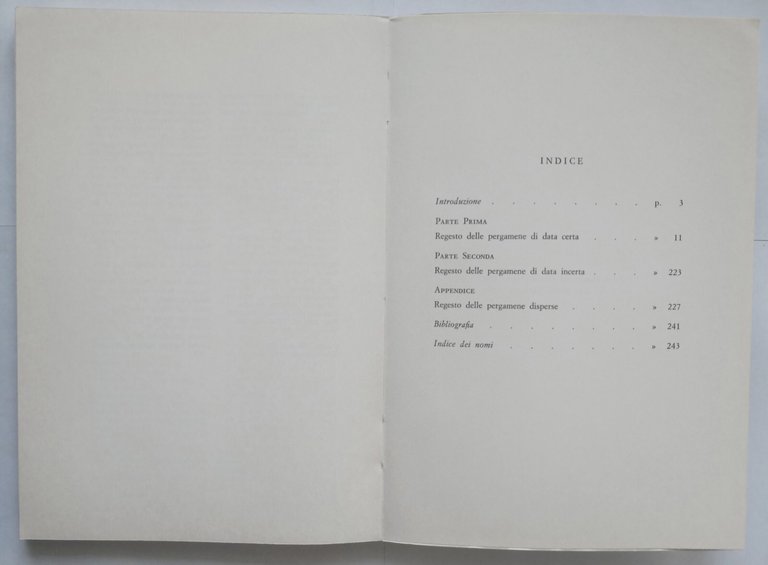 INDICE
Introduzione . . . . . . . . p. 3
PARTE PRIMA
Regesto delle pergamene di data certa . . . » 11
PARTE SECONDA
Regesto delle pergamene di data incerta . . . » 223
APPENDICE
Regesto delle pergamene disperse . . . . » 227
Bibliografia . . . . . . . . » 241
Indice dei nomi . . . . . . . » 243